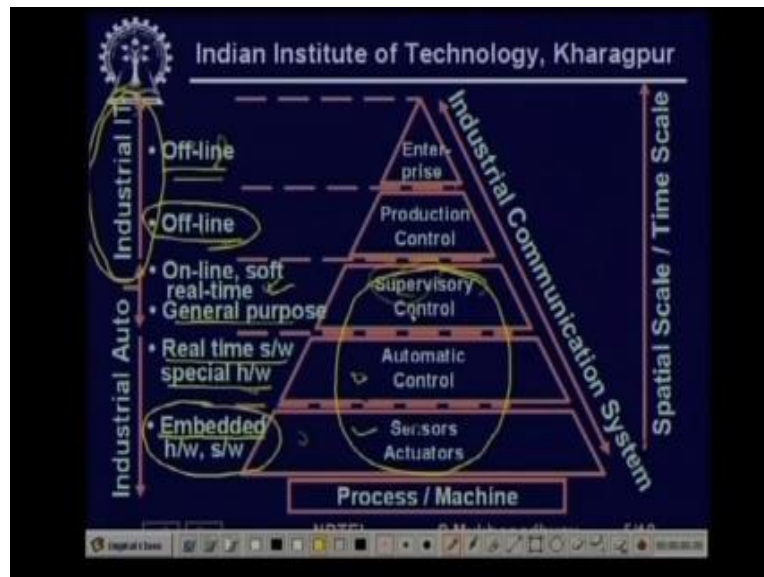 Indian Institute of Technology, Kharagpur
Industrial IT
Industrial Auto
• Off-line
• Off-line
• On-line, soft
real-time
• General purpose
• Real time s/w
special h/w
• Embedded
h/w, s/w
Enter-
prise
Production
Control
Supervisory
Control
Automatic
Control
Sensors
Actuators
Process / Machine
Industrial Communication System
Spatial Scale / Time Scale